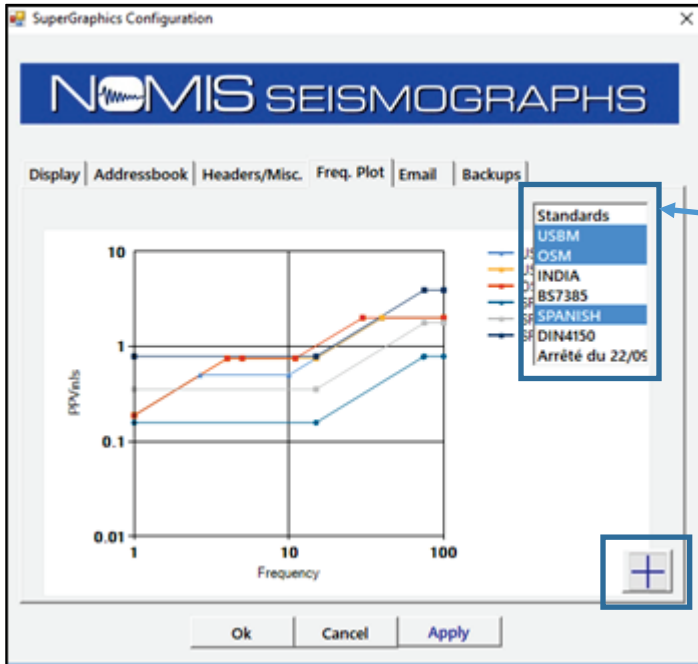 SuperGraphics Configuration
NOMIS SEISMOGRAPHS
Display Addressbook Headers/Misc. Freq. Plot Email Backups
Standards
USBM
OSM
INDIA
BS7385
SPANISH
DIN4150
Arrêté du 22/09
10
1
0.1
0.01
PPVin/s
1 10 100
Frequency
Ok Cancel Apply